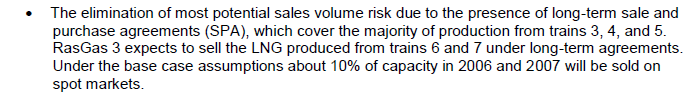 • The elimination of most potential sales volume risk due to the presence of long-term sale and
purchase agreements (SPA), which cover the majority of production from trains 3, 4, and 5.
RasGas 3 expects to sell the LNG produced from trains 6 and 7 under long-term agreements.
Under the base case assumptions about 10% of capacity in 2006 and 2007 will be sold on
spot markets.